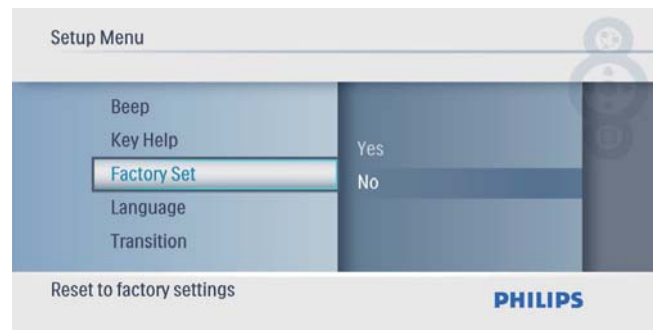 Setup Menu
Beep
Key Help
Factory Set
Language
Transition
Yes
No
Reset to factory settings
PHILIPS